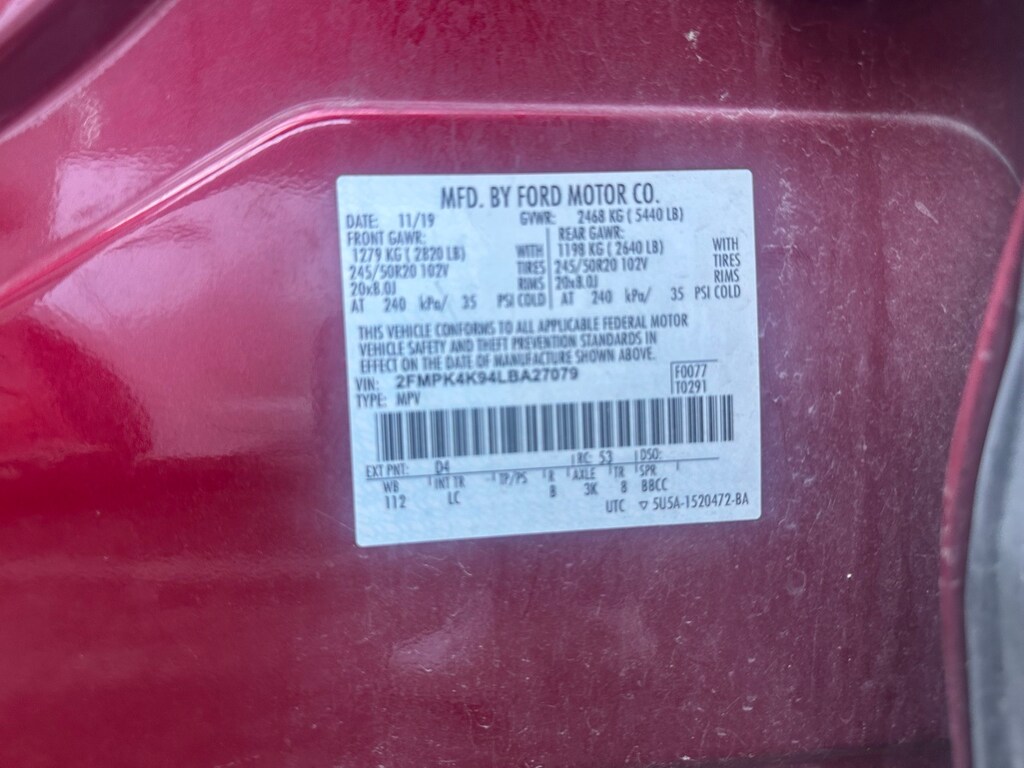 MFD. BY FORD MOTOR CO.
DATE: 11/19 GVWR: 2468 KG ( 5440 LB)
FRONT GAWR: REAR GAWR:
1279 KG ( 2820 LB) WITH 1198 KG ( 2640 LB) WITH
245/50R20 102V TIRES 245/50R20 102V TIRES
20x8.0J RIMS 20x8.0J RIMS
AT 240 kPa/ 35 PSI COLD AT 240 kPa/ 35 PSI COLD
THIS VEHICLE CONFORMS TO ALL APPLICABLE FEDERAL MOTOR
VEHICLE SAFETY AND THEFT PREVENTION STANDARDS IN
EFFECT ON THE DATE OF MANUFACTURE SHOWN ABOVE.
VIN: 2FMPK4K94LBA27079 F0077
TYPE: MPV T0291
EXT PNT: D4 RC: 53 DSO:
WB INT TR TP/PS R AXLE TR SPR
112 LC B 3K 8 BBCC
UTC ▽ 5U5A-1520472-BA